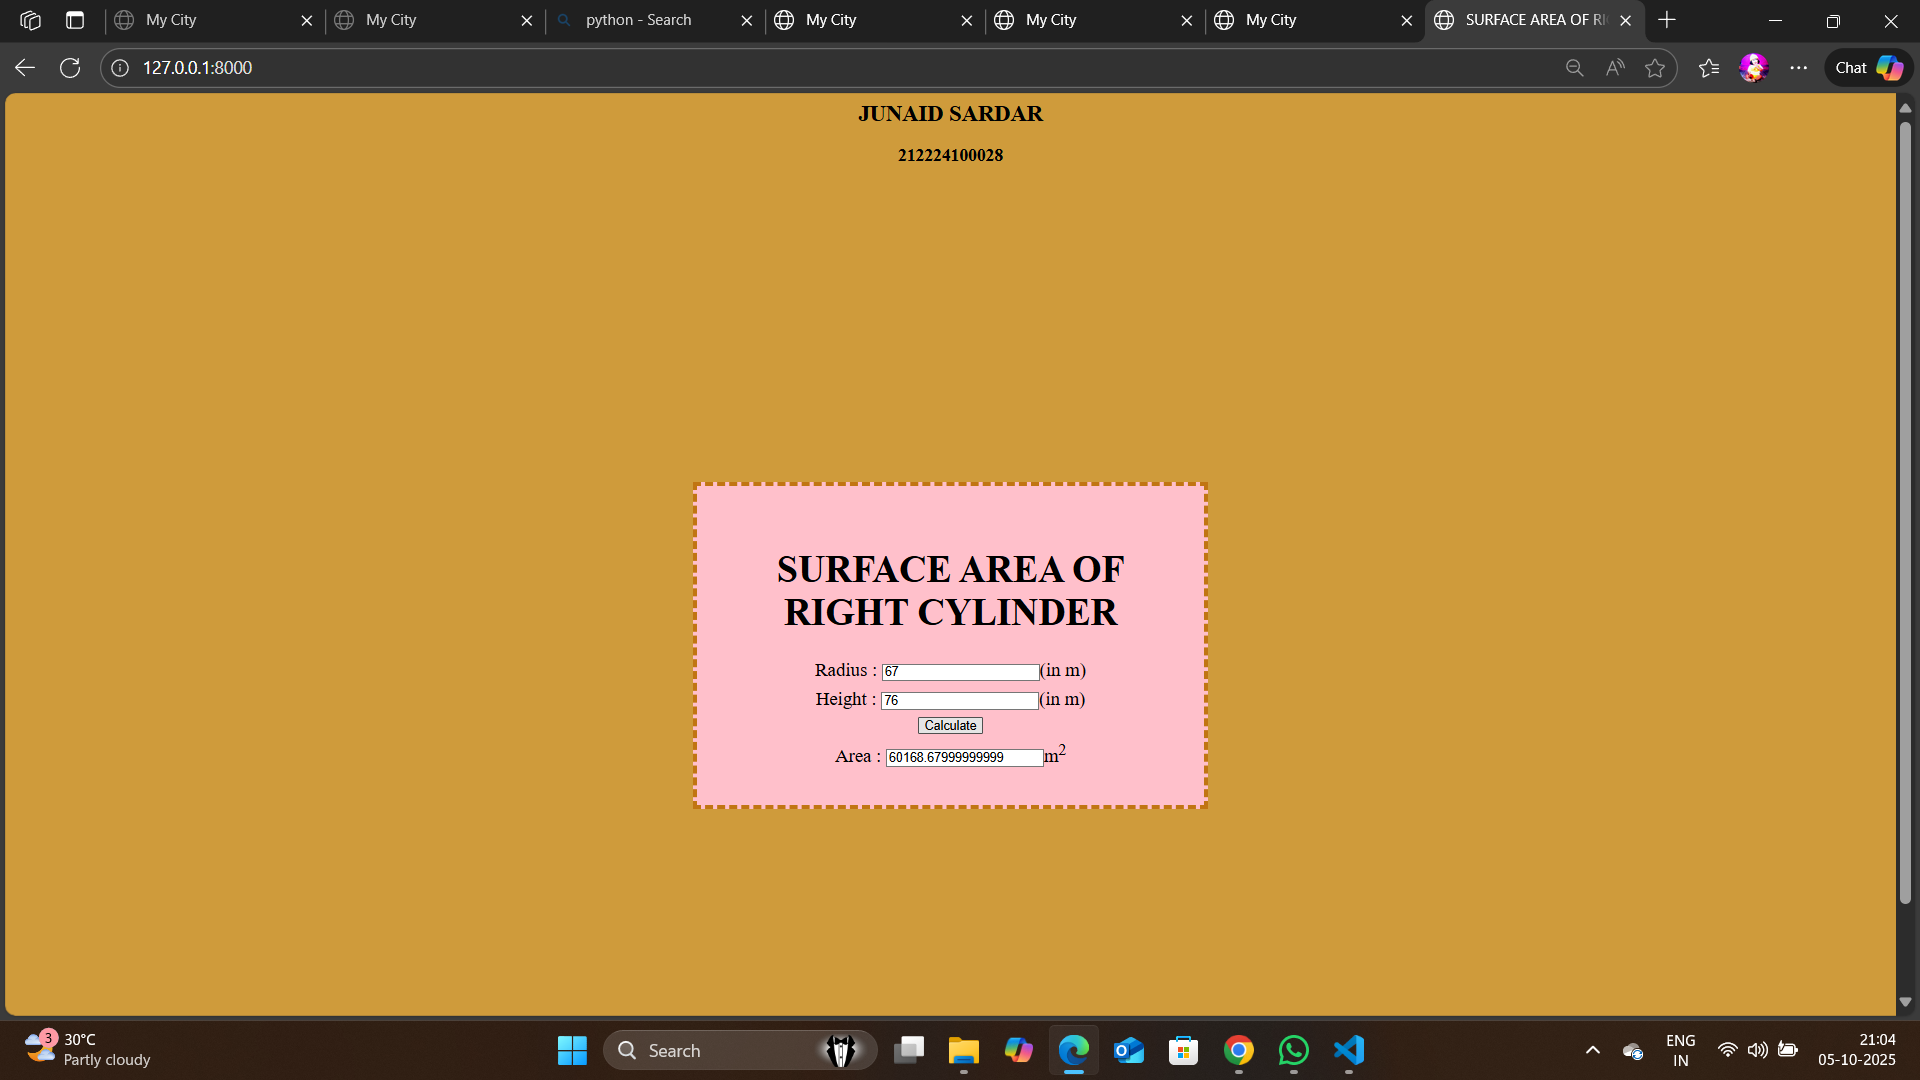 My City
My City
python - Search
My City
My City
My City
SURFACE AREA OF RI
127.0.0.1:8000
Chat
JUNAID SARDAR
212224100028
SURFACE AREA OF
RIGHT CYLINDER
Radius : 67(in m)
Height : 76(in m)
Calculate
Area : 60168.67999999999m2
3
30°C
Partly cloudy
Search
ENG
IN
21:04
05-10-2025